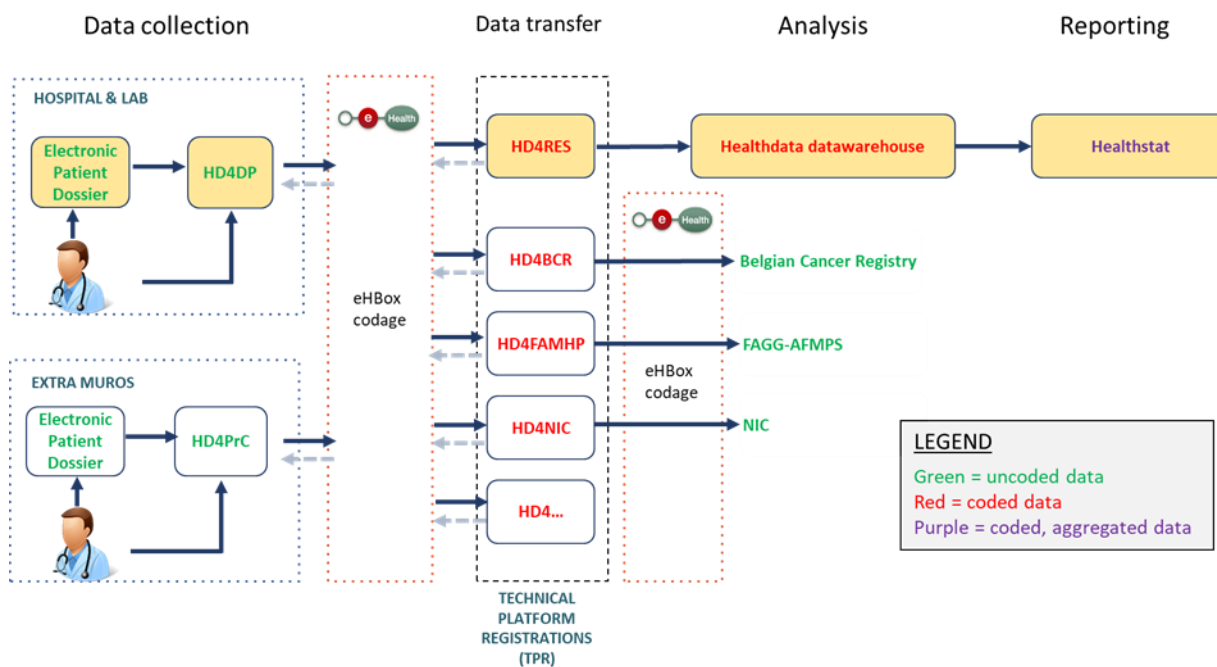 Data collection
Data transfer
Analysis
Reporting
HOSPITAL & LAB
Electronic
Patient
Dossier
HD4DP
e
Health
HD4RES
Healthdata datawarehouse
Healthstat
e
Health
HD4BCR
Belgian Cancer Registry
eHBox
codage
HD4FAMHP
FAGG-AFMPS
eHBox
codage
EXTRA MUROS
Electronic
Patient
Dossier
HD4PrC
HD4NIC
NIC
HD4...
LEGEND
Green = uncoded data
Red = coded data
Purple = coded, aggregated data
TECHNICAL
PLATFORM
REGISTRATIONS
(TPR)